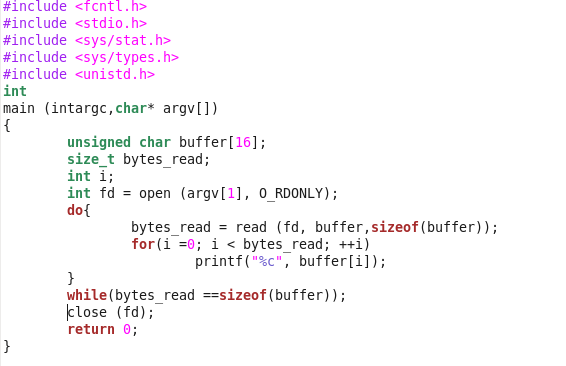 #include <fcntl.h>
#include <stdio.h>
#include <sys/stat.h>
#include <sys/types.h>
#include <unistd.h>
int
main (intargc,char* argv[])
{
        unsigned char buffer[16];
        size_t bytes_read;
        int i;
        int fd = open (argv[1], O_RDONLY);
        do{
                bytes_read = read (fd, buffer,sizeof(buffer));
                for(i =0; i < bytes_read; ++i)
                        printf("%c", buffer[i]);
        }
        while(bytes_read ==sizeof(buffer));
        close (fd);
        return 0;
}